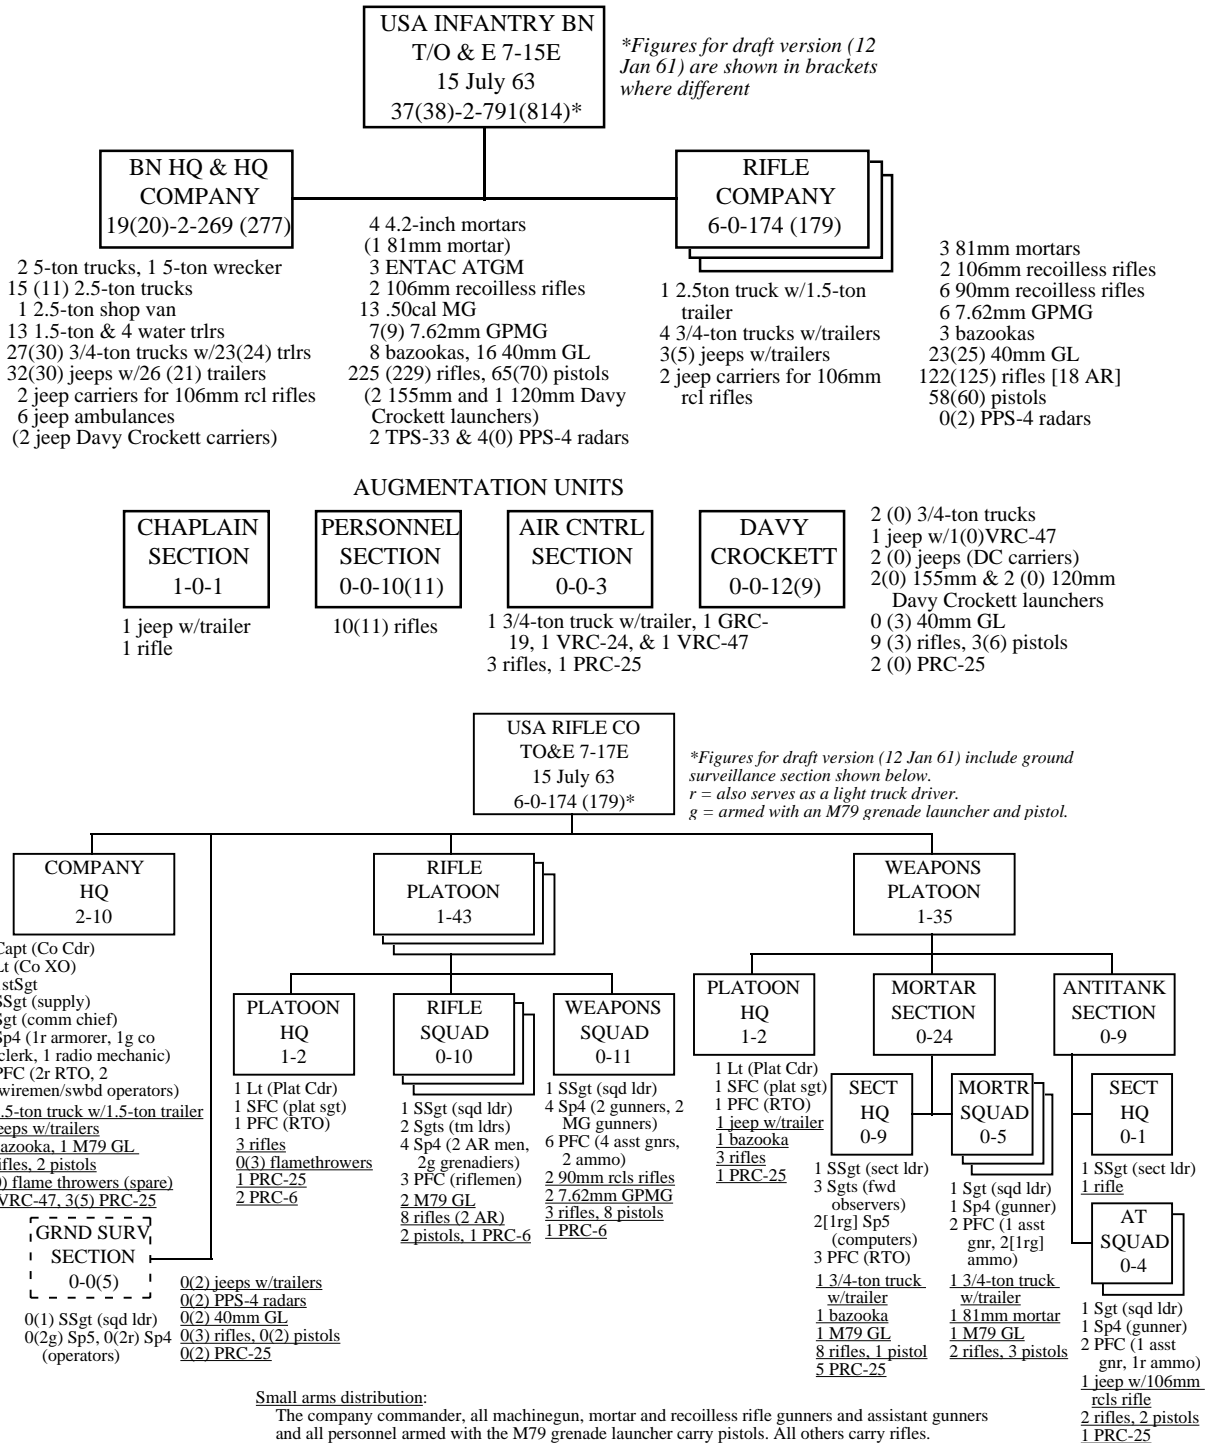 USA INFANTRY BN
T/O & E 7-15E
15 July 63
37(38)-2-791(814)*
*Figures for draft version (12
Jan 61) are shown in brackets
where different
BN HQ & HQ
COMPANY
19(20)-2-269 (277)
2 5-ton trucks, 1 5-ton wrecker
15 (11) 2.5-ton trucks
1 2.5-ton shop van
13 1.5-ton & 4 water trlrs
27(30) 3/4-ton trucks w/23(24) trlrs
32(30) jeeps w/26 (21) trailers
2 jeep carriers for 106mm rcl rifles
6 jeep ambulances
(2 jeep Davy Crockett carriers)
4 4.2-inch mortars
(1 81mm mortar)
3 ENTAC ATGM
2 106mm recoilless rifles
13 .50cal MG
7(9) 7.62mm GPMG
8 bazookas, 16 40mm GL
225 (229) rifles, 65(70) pistols
(2 155mm and 1 120mm Davy
Crockett launchers)
2 TPS-33 & 4(0) PPS-4 radars
RIFLE
COMPANY
6-0-174 (179)
1 2.5ton truck w/1.5-ton
trailer
4 3/4-ton trucks w/trailers
3(5) jeeps w/trailers
2 jeep carriers for 106mm
rcl rifles
3 81mm mortars
2 106mm recoilless rifles
6 90mm recoilless rifles
6 7.62mm GPMG
3 bazookas
23(25) 40mm GL
122(125) rifles [18 AR]
58(60) pistols
0(2) PPS-4 radars
AUGMENTATION UNITS
CHAPLAIN
SECTION
1-0-1
1 jeep w/trailer
1 rifle
PERSONNEL
SECTION
0-0-10(11)
10(11) rifles
AIR CNTRL
SECTION
0-0-3
1 3/4-ton truck w/trailer, 1 GRC-
19, 1 VRC-24, & 1 VRC-47
3 rifles, 1 PRC-25
DAVY
CROCKETT
0-0-12(9)
2 (0) 3/4-ton trucks
1 jeep w/1(0)VRC-47
2 (0) jeeps (DC carriers)
2(0) 155mm & 2 (0) 120mm
Davy Crockett launchers
0 (3) 40mm GL
9 (3) rifles, 3(6) pistols
2 (0) PRC-25
USA RIFLE CO
TO&E 7-17E
15 July 63
6-0-174 (179)*
*Figures for draft version (12 Jan 61) include ground
surveillance section shown below.
r = also serves as a light truck driver.
g = armed with an M79 grenade launcher and pistol.
COMPANY
HQ
2-10
Capt (Co Cdr)
Lt (Co XO)
1stSgt
SSgt (supply)
Sgt (comm chief)
Sp4 (1r armorer, 1g co
clerk, 1 radio mechanic)
PFC (2r RTO, 2
wiremen/swbd operators)
.5-ton truck w/1.5-ton trailer
jeeps w/trailers
bazooka, 1 M79 GL
rifles, 2 pistols
) flame throwers (spare)
VRC-47, 3(5) PRC-25
GRND SURV
SECTION
0-0(5)
0(1) SSgt (sqd ldr)
0(2g) Sp5, 0(2r) Sp4
(operators)
0(2) jeeps w/trailers
0(2) PPS-4 radars
0(2) 40mm GL
0(3) rifles, 0(2) pistols
0(2) PRC-25
RIFLE
PLATOON
1-43
PLATOON
HQ
1-2
1 Lt (Plat Cdr)
1 SFC (plat sgt)
1 PFC (RTO)
3 rifles
0(3) flamethrowers
1 PRC-25
2 PRC-6
RIFLE
SQUAD
0-10
1 SSgt (sqd ldr)
2 Sgts (tm ldrs)
4 Sp4 (2 AR men,
2g grenadiers)
3 PFC (riflemen)
2 M79 GL
8 rifles (2 AR)
2 pistols, 1 PRC-6
WEAPONS
SQUAD
0-11
1 SSgt (sqd ldr)
4 Sp4 (2 gunners, 2
MG gunners)
6 PFC (4 asst gnrs,
2 ammo)
2 90mm rcls rifles
2 7.62mm GPMG
3 rifles, 8 pistols
1 PRC-6
WEAPONS
PLATOON
1-35
PLATOON
HQ
1-2
1 Lt (Plat Cdr)
1 SFC (plat sgt)
1 PFC (RTO)
1 jeep w/trailer
1 bazooka
3 rifles
1 PRC-25
MORTAR
SECTION
0-24
SECT
HQ
0-9
1 SSgt (sect ldr)
3 Sgts (fwd
observers)
2[1rg] Sp5
(computers)
3 PFC (RTO)
1 3/4-ton truck
w/trailer
1 bazooka
1 M79 GL
8 rifles, 1 pistol
5 PRC-25
MORTR
SQUAD
0-5
1 Sgt (sqd ldr)
1 Sp4 (gunner)
2 PFC (1 asst
gnr, 2[1rg]
ammo)
1 3/4-ton truck
w/trailer
1 81mm mortar
1 M79 GL
2 rifles, 3 pistols
ANTITANK
SECTION
0-9
SECT
HQ
0-1
1 SSgt (sect ldr)
1 rifle
AT
SQUAD
0-4
1 Sgt (sqd ldr)
1 Sp4 (gunner)
2 PFC (1 asst
gnr, 1r ammo)
1 jeep w/106mm
rcls rifle
2 rifles, 2 pistols
1 PRC-25
Small arms distribution:
The company commander, all machinegun, mortar and recoilless rifle gunners and assistant gunners
and all personnel armed with the M79 grenade launcher carry pistols. All others carry rifles.